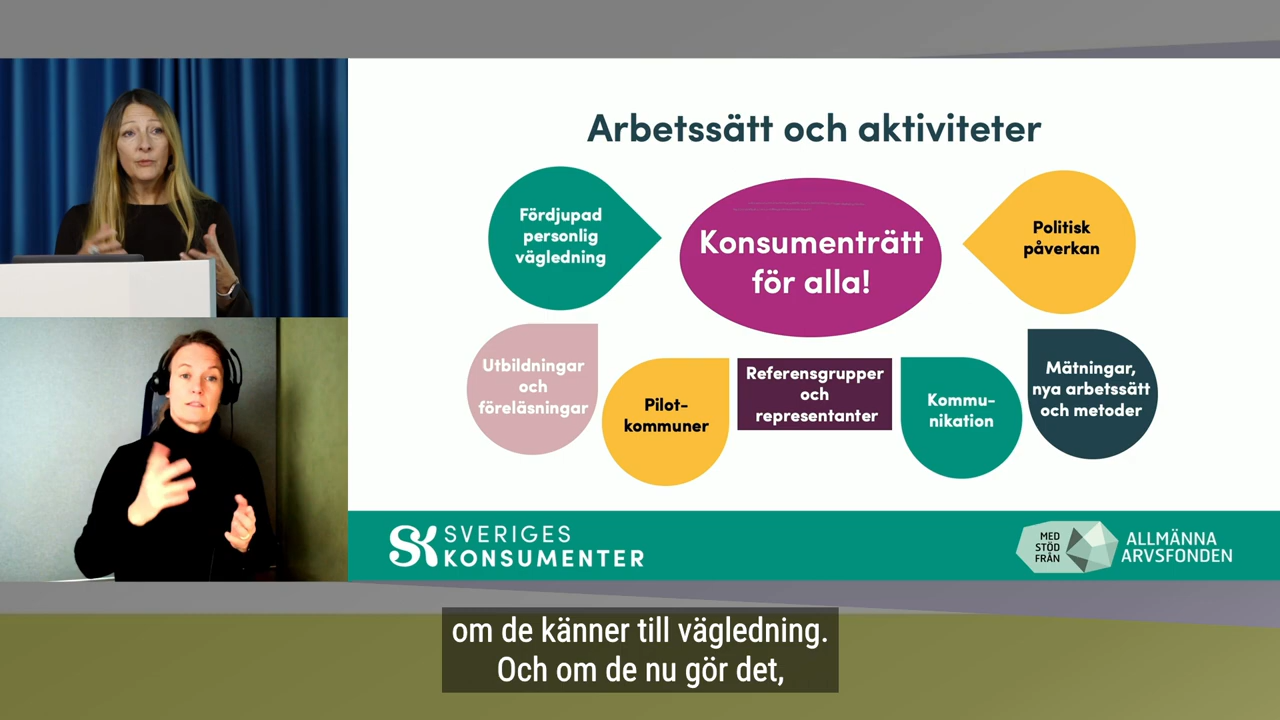 Arbetssätt och aktiviteter
Fördjupad
personlig
vägledning
Konsumenträtt
för alla!
Politisk
påverkan
Utbildningar
och
föreläsningar
Pilot-
kommuner
Referensgrupper
och
representanter
Kommu-
nikation
Mätningar,
nya arbetssätt
och metoder
SK SVERIGES
KONSUMENTER
MED
STÖD
FRÅN
ALLMÄNNA
ARVSFONDEN
om de känner till vägledning.
Och om de nu gör det,